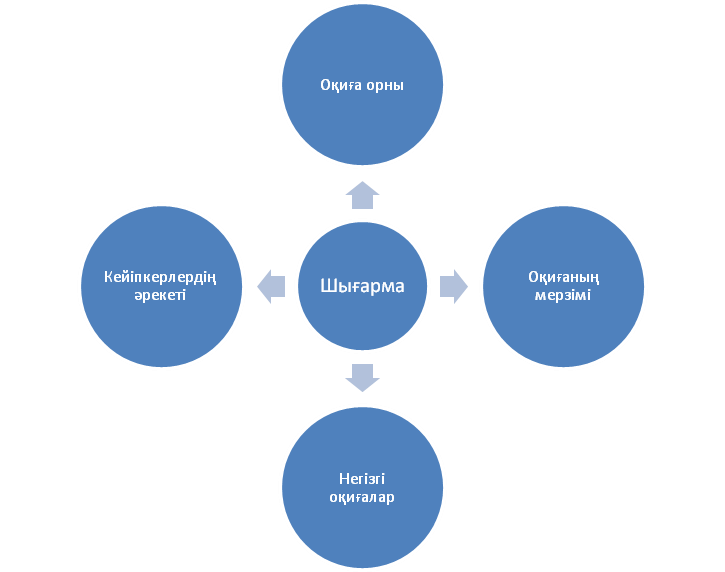 Оқиға орны
Кейіпкерлердің
әрекеті
Шығарма
Оқиғаның
мерзімі
Негізгі
оқиғалар